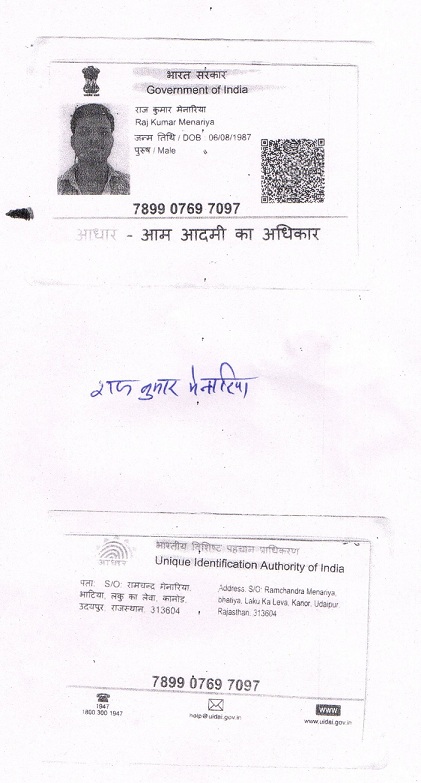 भारत सरकार
Government of India
राज कुमार मेनारिया
Raj Kumar Menariya
जन्म तिथि / DOB : 06/08/1987
पुरुष / Male
7899 0769 7097
आधार - आम आदमी का अधिकार
राज कुमार मेनारिया
भारतीय विशिष्ट पहचान प्राधिकरण
Unique Identification Authority of India
आधार
पता: S/O: रामचन्द मेनारिया,
भाटिया, लकु का लेवा, कानोड़,
उदयपुर, राजस्थान, 313604
Address: S/O: Ramchandra Menariya,
Laku Ka Leva, Kanor, Udaipur,
Rajasthan, 313604
7899 0769 7097
1947
1800 300 1947
help@uidai.gov.in
WWW
www.uidai.gov.in